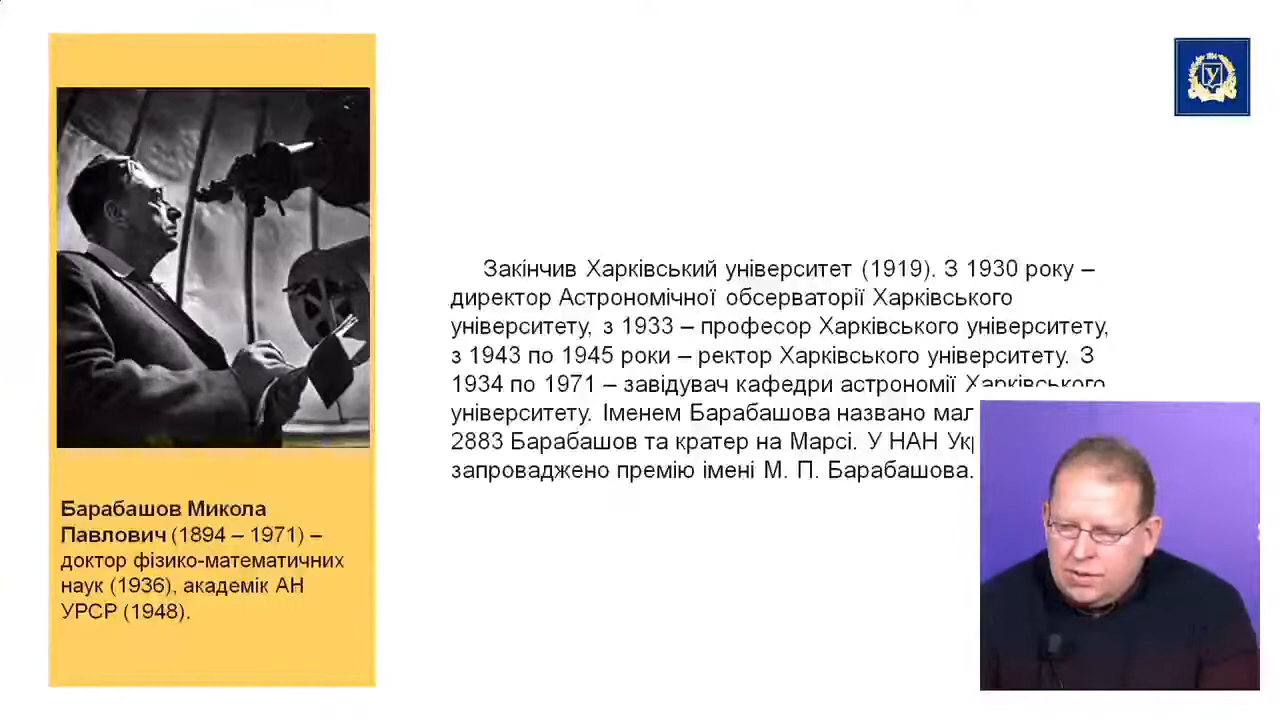 Закінчив Харківський університет (1919). З 1930 року –
директор Астрономічної обсерваторії Харківського
університету, з 1933 – професор Харківського університету,
з 1943 по 1945 роки – ректор Харківського університету. З
1934 по 1971 – завідувач кафедри астрономії Харківського
університету. Іменем Барабашова названо
2883 Барабашов та кратер на Марсі. У НАН
запроваджено премію імені М. П. Барабашова.
Барабашов Микола
Павлович (1894 – 1971) –
доктор фізико-математичних
наук (1936), академік АН
УРСР (1948).
У